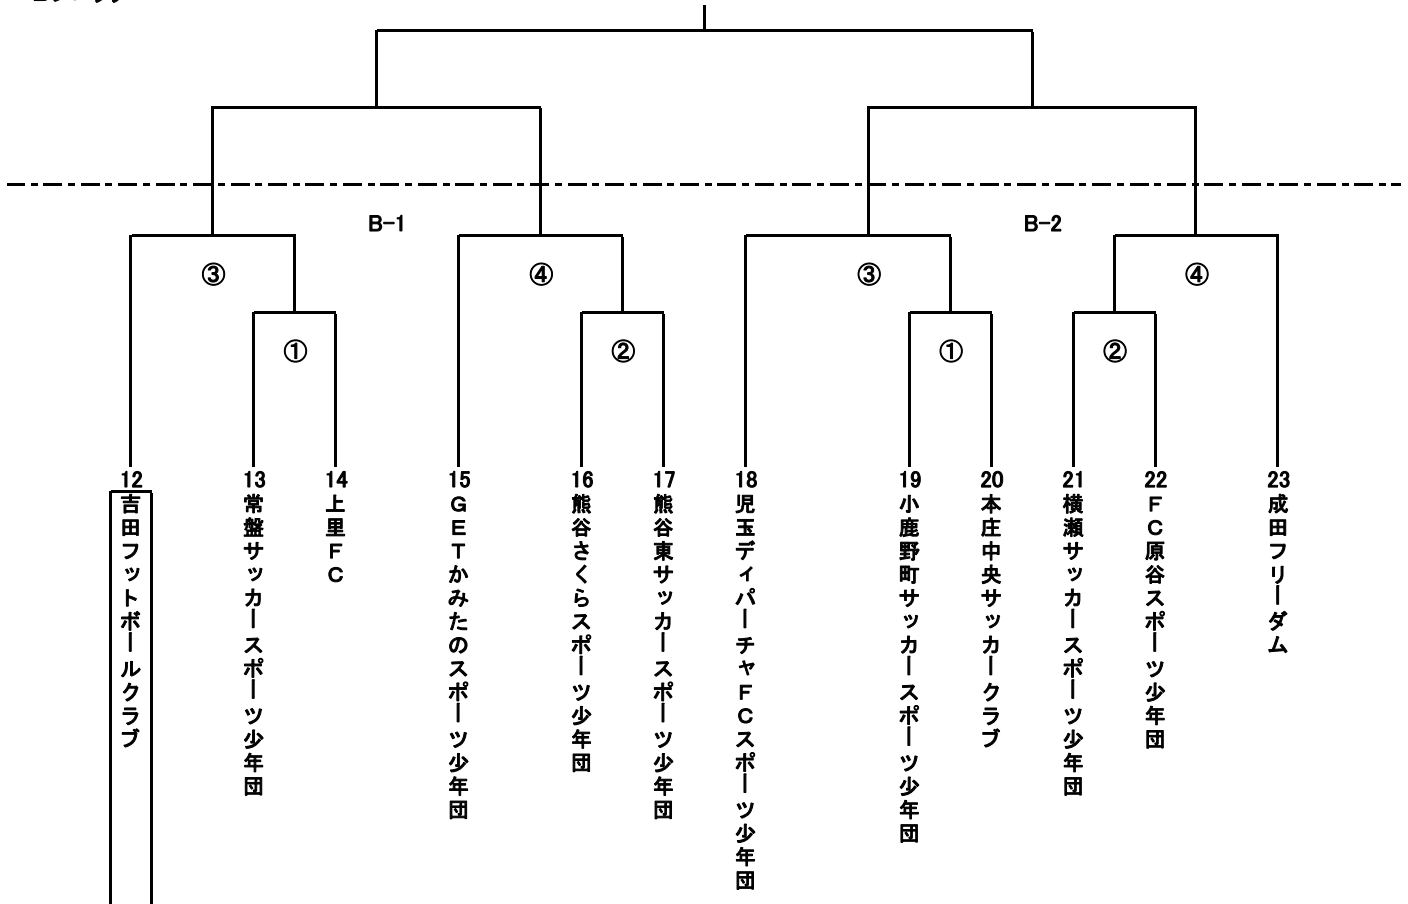 B-1
B-2
③
④
③
④
①
②
①
②
12
吉田フットボールクラブ
13
常盤サッカースポーツ少年団
14
上里FC
15
GETかみたのスポーツ少年団
16
熊谷さくらスポーツ少年団
17
熊谷東サッカースポーツ少年団
18
児玉ディパーチャFCスポーツ少年団
19
小鹿野町サッカースポーツ少年団
20
本庄中央サッカークラブ
21
横瀬サッカースポーツ少年団
22
FC原谷スポーツ少年団
23
成田フリーダム